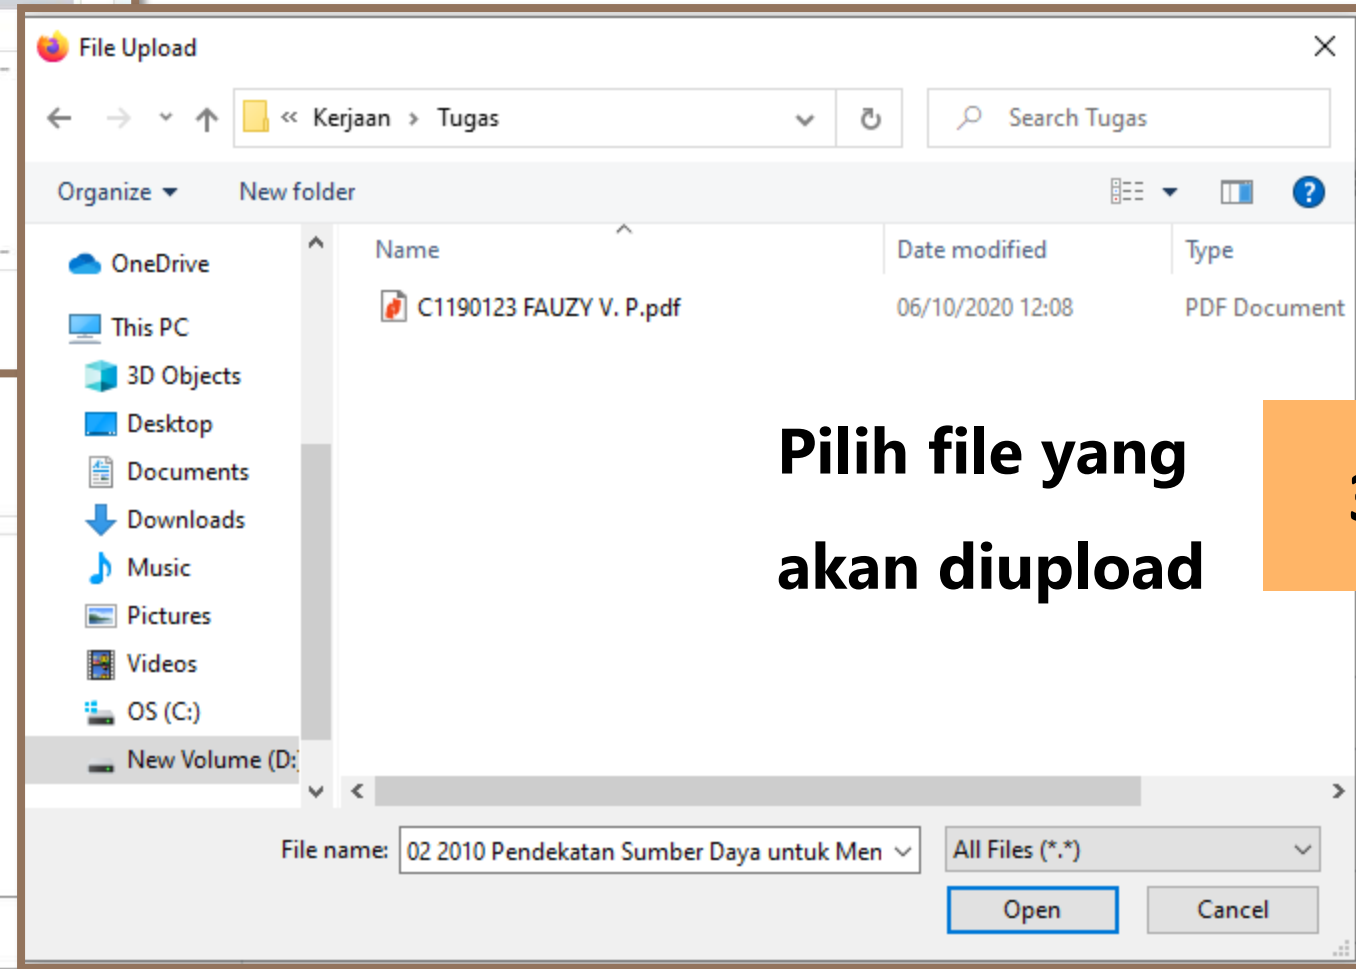 File Upload
« Kerjaan › Tugas
Search Tugas
Organize
New folder
Name
Date modified
Type
OneDrive
This PC
3D Objects
Desktop
Documents
Downloads
Music
Pictures
Videos
OS (C:)
New Volume (D:
C1190123 FAUZY V. P.pdf
06/10/2020 12:08
PDF Document
Pilih file yang
akan diupload
File name:
02 2010 Pendekatan Sumber Daya untuk Men
All Files (*.*)
Open
Cancel